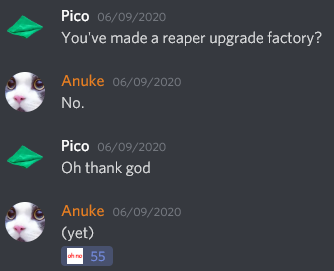 Pico 06/09/2020
You've made a reaper upgrade factory?
Anuke 06/09/2020
No.
Pico 06/09/2020
Oh thank god
Anuke 06/09/2020
(yet)
oh no 55